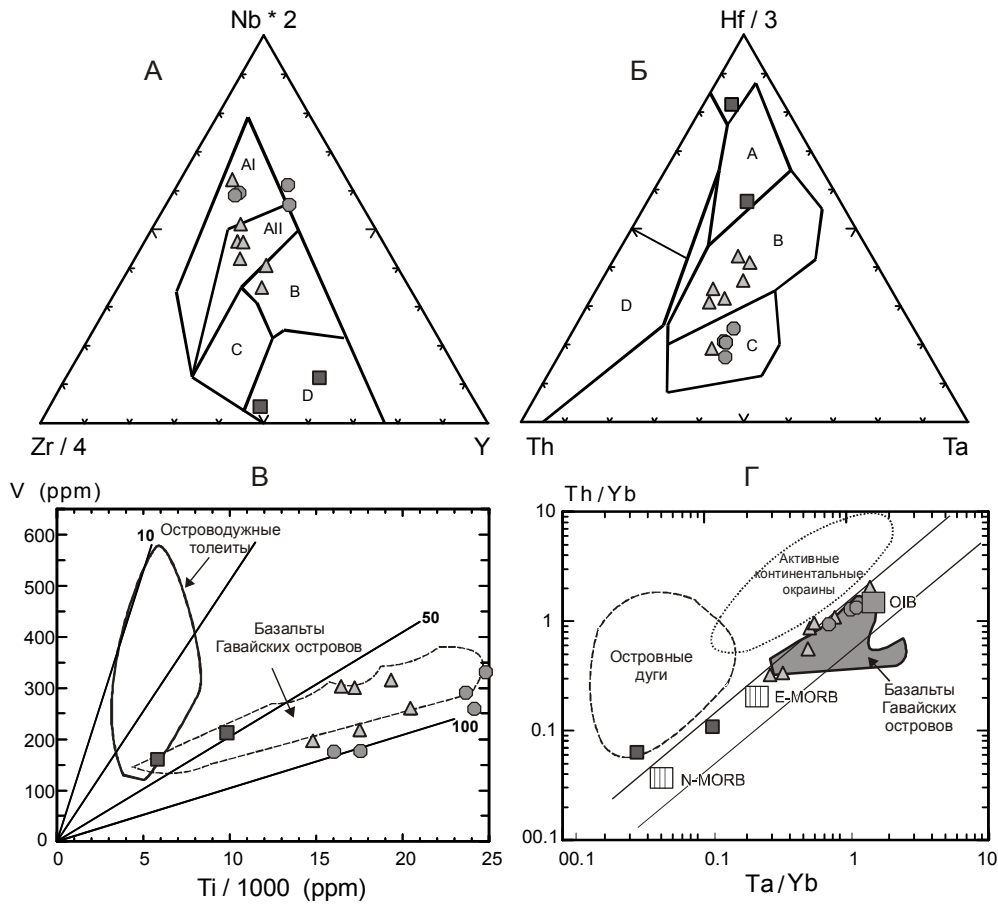 Nb * 2
А
AI
AII
B
C
D
Zr / 4
Y
Hf / 3
Б
A
B
D
C
Th
Ta
В
V (ppm)
600
500
400
300
200
100
0
10
Островодужные
толеиты
50
Базальты
Гавайских островов
100
0
5
10
15
20
25
Ti / 1000 (ppm)
Г
Th/Yb
10
1
0.1
00.1
Активные
континентальные
окраины
OIB
Островные
дуги
E-MORB
Базальты
Гавайских
островов
N-MORB
00.1
0.1
1
10
Ta/Yb